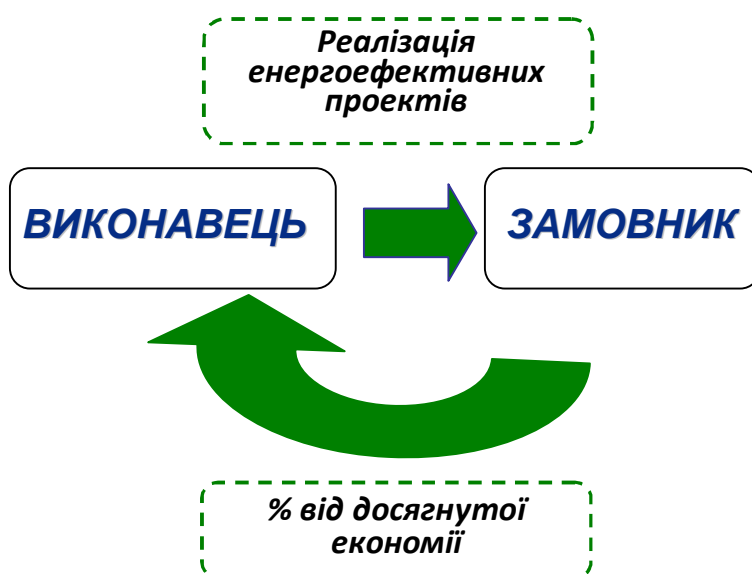 Реалізація
енергоефективних
проектів
ВИКОНАВЕЦЬ
ЗАМОВНИК
% від досягнутої
економії